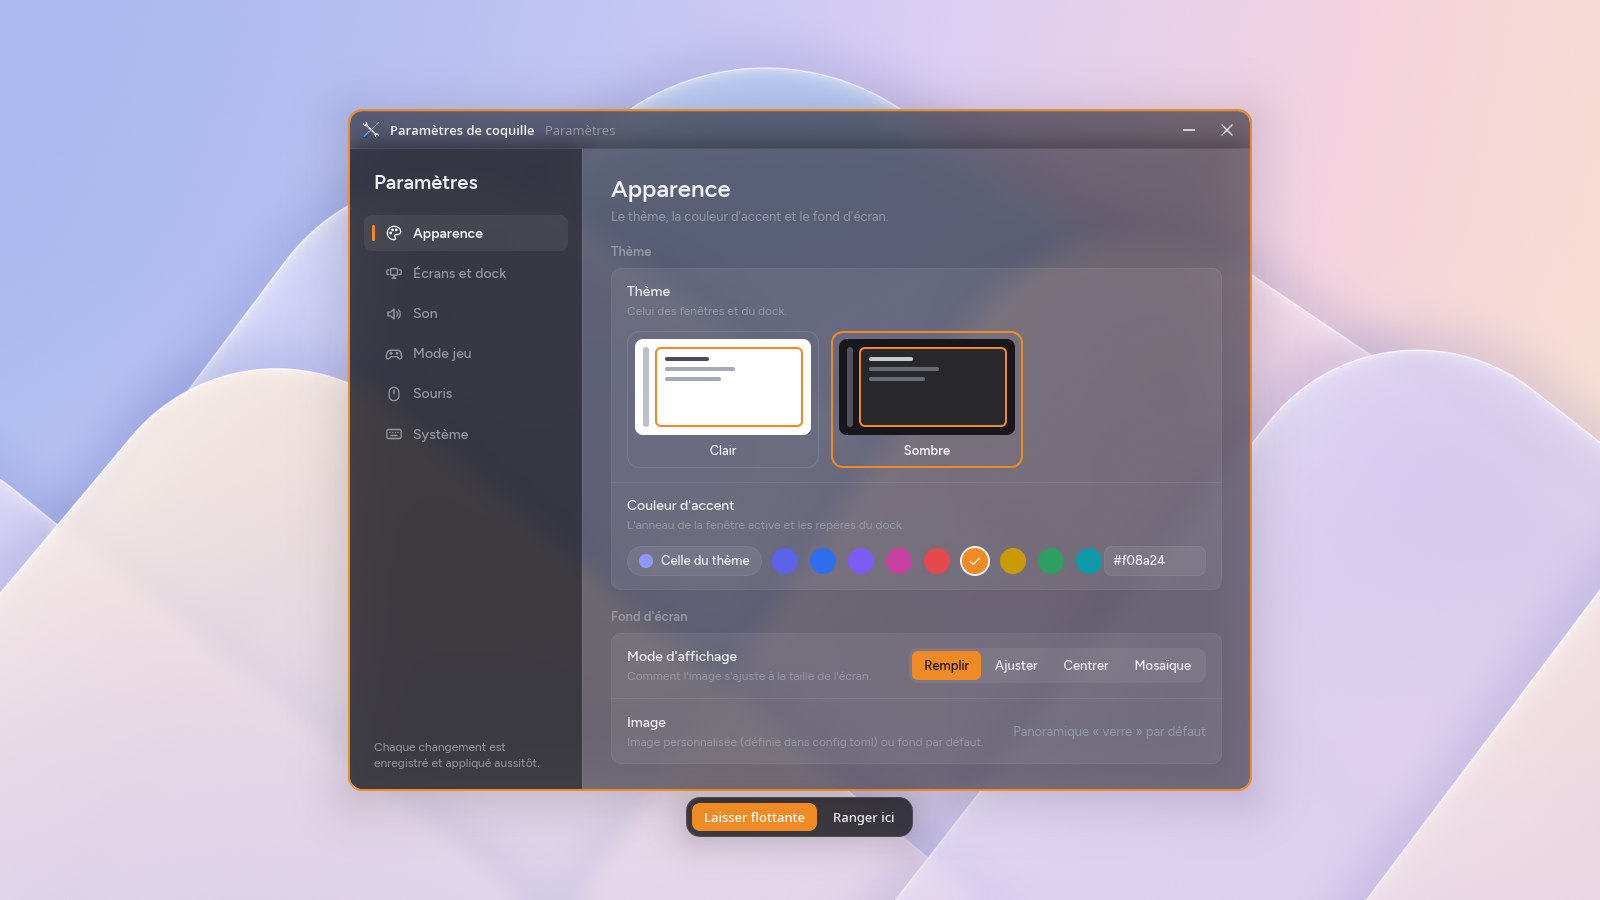 Paramètres de coquille Paramètres
Paramètres
Apparence
Écrans et dock
Son
Mode jeu
Souris
Système
Chaque changement est
enregistré et appliqué aussitôt.
Apparence
Le thème, la couleur d'accent et le fond d'écran.
Thème
Thème
Celui des fenêtres et du dock.
Clair
Sombre
Couleur d'accent
L'anneau de la fenêtre active et les repères du dock.
Celle du thème
#f08a24
Fond d'écran
Mode d'affichage
Comment l'image s'ajuste à la taille de l'écran.
Remplir Ajuster Centrer Mosaïque
Image
Image personnalisée (définie dans config.toml) ou fond par défaut.
Panoramique « verre » par défaut
Laisser flottante Ranger ici